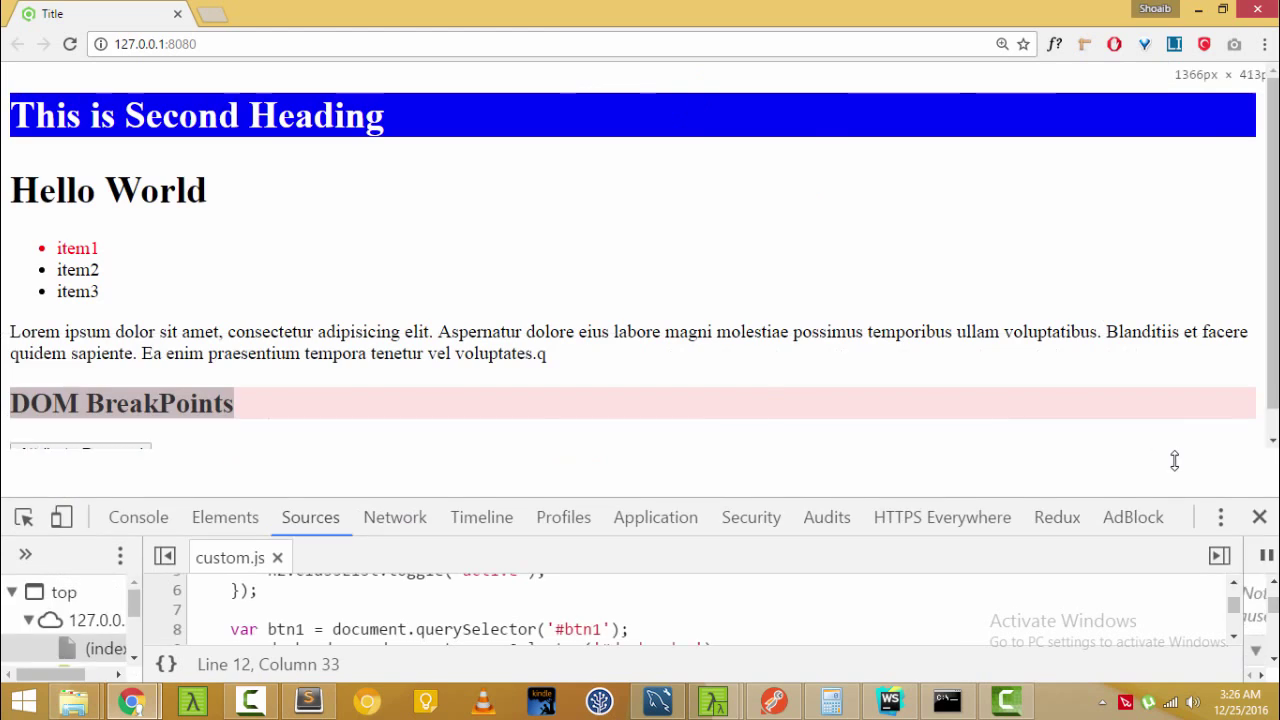 Title
Shoaib
127.0.0.1:8080
f?
1366px × 413p
This is Second Heading
Hello World
item1
item2
item3
Lorem ipsum dolor sit amet, consectetur adipisicing elit. Aspernatur dolore eius labore magni molestiae possimus temporibus ullam voluptatibus. Blanditiis et facere
quidem sapiente. Ea enim praesentium tempora tenetur vel voluptates.q
DOM BreakPoints
Console Elements Sources Network Timeline Profiles Application Security Audits HTTPS Everywhere Redux AdBlock
custom.js
top
127.0.0.
(index
6 });
7
8 var btn1 = document.querySelector('#btn1');
Not
use
Activate Windows
Go to PC settings to activate Windows.
{} Line 12, Column 33
kindle
WS
3:26 AM
12/25/2016